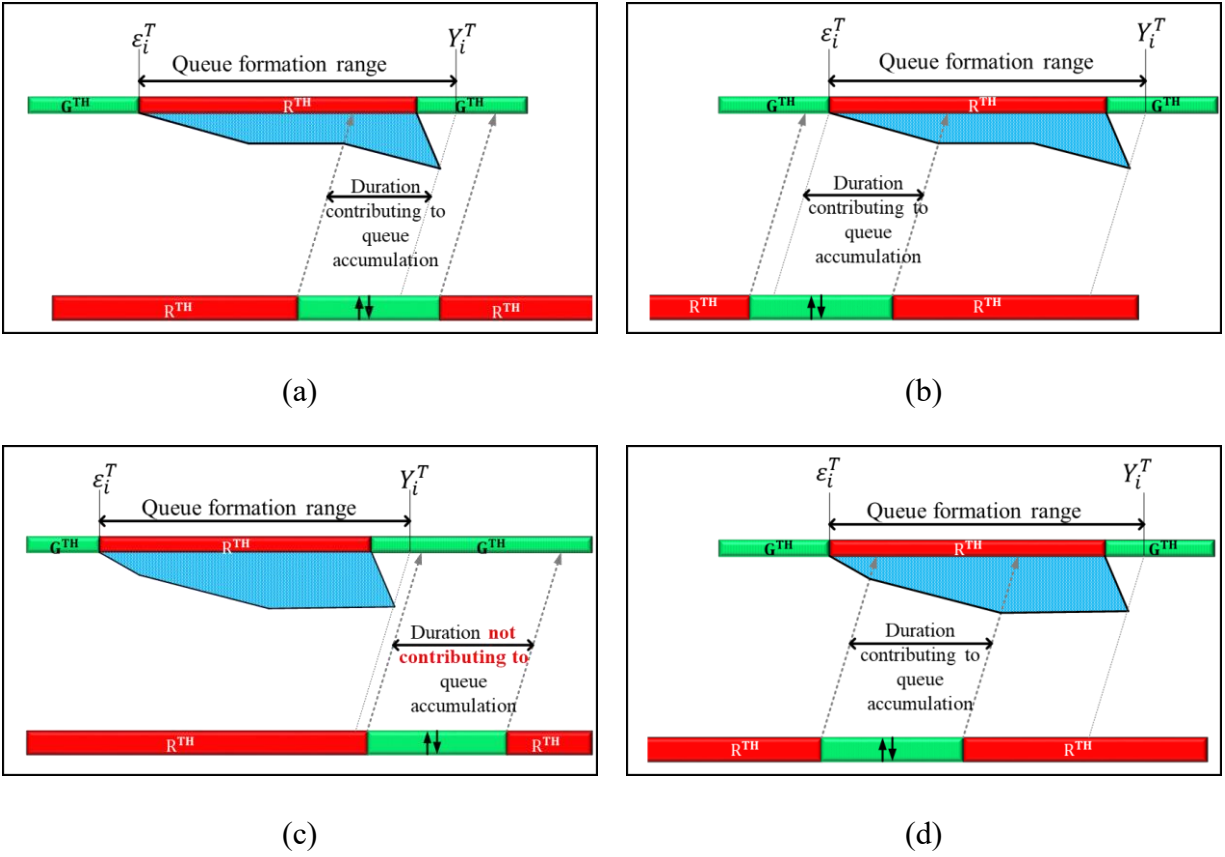 ε_i^T Y_i^T
Queue formation range
G^TH R^TH G^TH
Duration
contributing to
queue
accumulation
R^TH R^TH
(a)
ε_i^T Y_i^T
Queue formation range
G^TH R^TH G^TH
Duration
contributing to
queue
accumulation
R^TH R^TH
(b)
ε_i^T Y_i^T
Queue formation range
G^TH R^TH G^TH
Duration not
contributing to
queue
accumulation
R^TH R^TH
(c)
ε_i^T Y_i^T
Queue formation range
G^TH R^TH G^TH
Duration
contributing to
queue
accumulation
R^TH R^TH
(d)